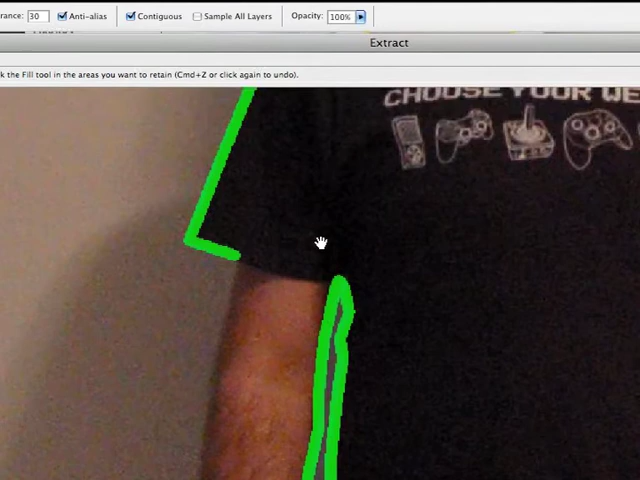 rance: 30 Anti-alias Contiguous Sample All Layers Opacity: 100%
Extract
k the Fill tool in the areas you want to retain (Cmd+Z or click again to undo).
CHOOSE YOUR WE